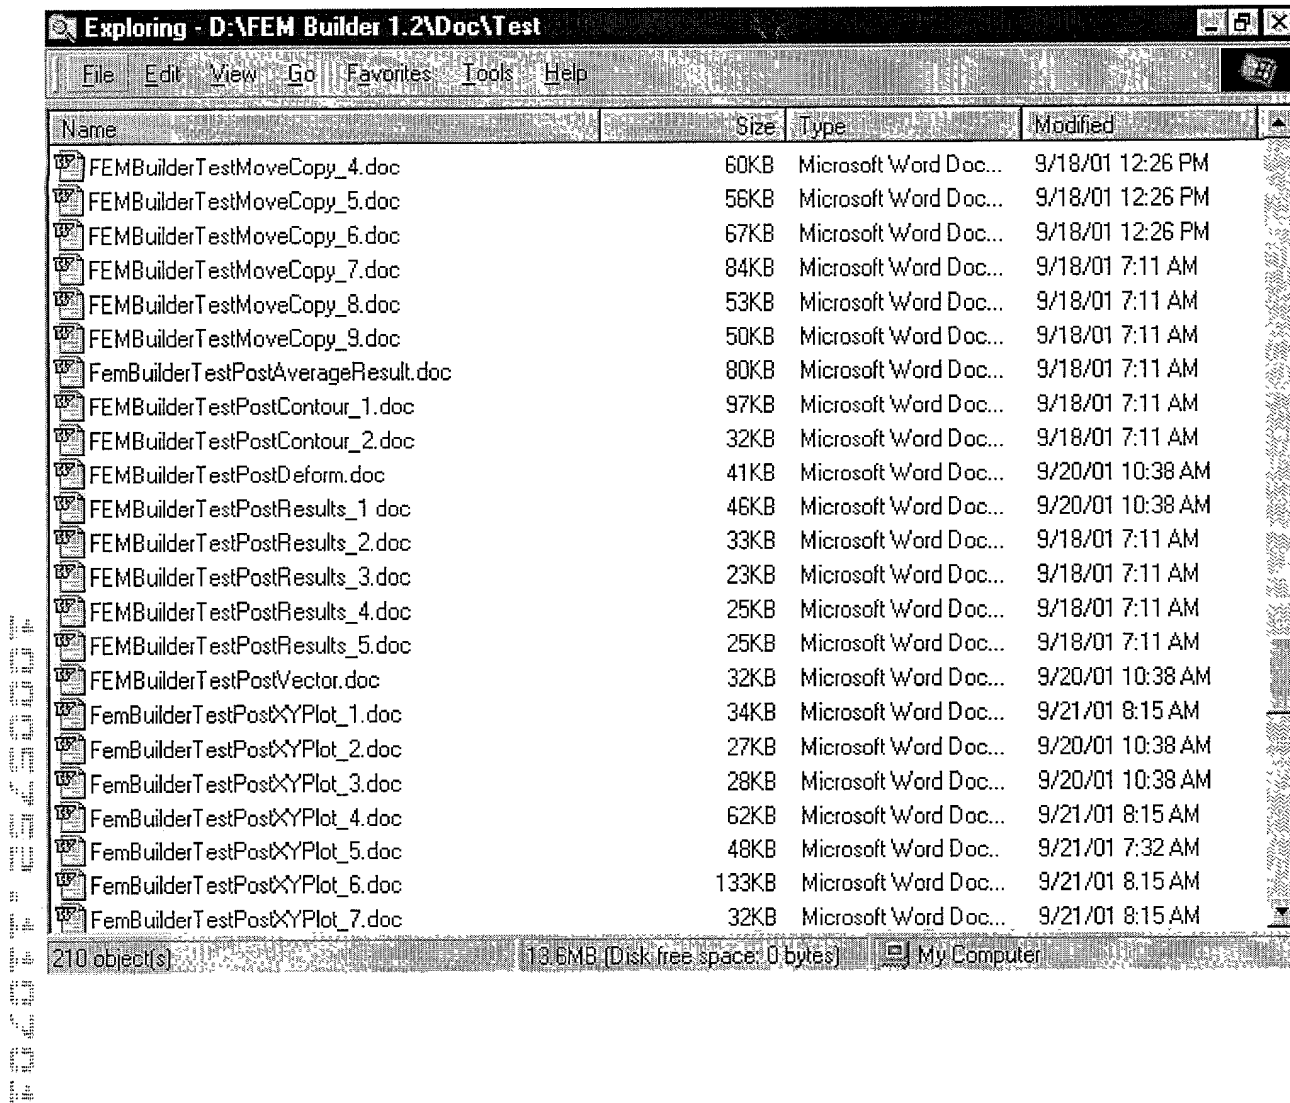 Exploring - D:\FEM Builder 1.2\Doc\Test
File Edit View Go Favorites Tools Help
Name Size Type Modified
FEMBuilderTestMoveCopy_4.doc 60KB Microsoft Word Doc... 9/18/01 12:26 PM
FEMBuilderTestMoveCopy_5.doc 56KB Microsoft Word Doc... 9/18/01 12:26 PM
FEMBuilderTestMoveCopy_6.doc 67KB Microsoft Word Doc... 9/18/01 12:26 PM
FEMBuilderTestMoveCopy_7.doc 84KB Microsoft Word Doc... 9/18/01 7:11 AM
FEMBuilderTestMoveCopy_8.doc 53KB Microsoft Word Doc... 9/18/01 7:11 AM
FEMBuilderTestMoveCopy_9.doc 50KB Microsoft Word Doc... 9/18/01 7:11 AM
FemBuilderTestPostAverageResult.doc 80KB Microsoft Word Doc... 9/18/01 7:11 AM
FEMBuilderTestPostContour_1.doc 97KB Microsoft Word Doc... 9/18/01 7:11 AM
FEMBuilderTestPostContour_2.doc 32KB Microsoft Word Doc... 9/18/01 7:11 AM
FEMBuilderTestPostDeform.doc 41KB Microsoft Word Doc... 9/20/01 10:38 AM
FEMBuilderTestPostResults_1 doc 46KB Microsoft Word Doc... 9/20/01 10:38 AM
FEMBuilderTestPostResults_2.doc 33KB Microsoft Word Doc... 9/18/01 7:11 AM
FEMBuilderTestPostResults_3.doc 23KB Microsoft Word Doc... 9/18/01 7:11 AM
FEMBuilderTestPostResults_4.doc 25KB Microsoft Word Doc... 9/18/01 7:11 AM
FEMBuilderTestPostResults_5.doc 25KB Microsoft Word Doc... 9/18/01 7:11 AM
FEMBuilderTestPostVector.doc 32KB Microsoft Word Doc... 9/20/01 10:38 AM
FemBuilderTestPostXYPlot_1.doc 34KB Microsoft Word Doc... 9/21/01 8:15 AM
FemBuilderTestPostXYPlot_2.doc 27KB Microsoft Word Doc... 9/20/01 10:38 AM
FemBuilderTestPostXYPlot_3.doc 28KB Microsoft Word Doc... 9/20/01 10:38 AM
FemBuilderTestPostXYPlot_4.doc 62KB Microsoft Word Doc... 9/21/01 8:15 AM
FemBuilderTestPostXYPlot_5.doc 48KB Microsoft Word Doc.. 9/21/01 7:32 AM
FemBuilderTestPostXYPlot_6.doc 133KB Microsoft Word Doc... 9/21/01 8.15 AM
FemBuilderTestPostXYPlot_7.doc 32KB Microsoft Word Doc... 9/21/01 8:15 AM
210 object(s) 13.6MB (Disk free space: 0 bytes) My Computer